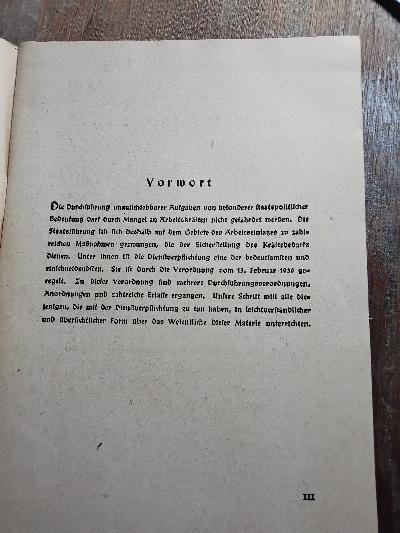 Vorwort
Die Durchführung unaufschiebbarer Aufgaben von besonderer staatspolitischer
Bedeutung darf durch Mangel an Arbeitskräften nicht gefährdet werden. Die
Staatsführung sah sich deshalb auf dem Gebiete des Arbeitseinsatzes zu zahl-
reichen Maßnahmen gezwungen, die der Sicherstellung des Kräftebedarfs
dienen. Unter ihnen ist die Dienstverpflichtung eine der bedeutsamsten und
einschneidendsten. Sie ist durch die Verordnung vom 13. Februar 1939 ge-
regelt. Zu dieser Verordnung sind mehrere Durchführungsverordnungen,
Anordnungen und zahlreiche Erlasse ergangen. Unsere Schrift will alle die-
jenigen, die mit der Dienstverpflichtung zu tun haben, in leichtverständlicher
und übersichtlicher Form über das Wesentliche dieser Materie unterrichten.
III